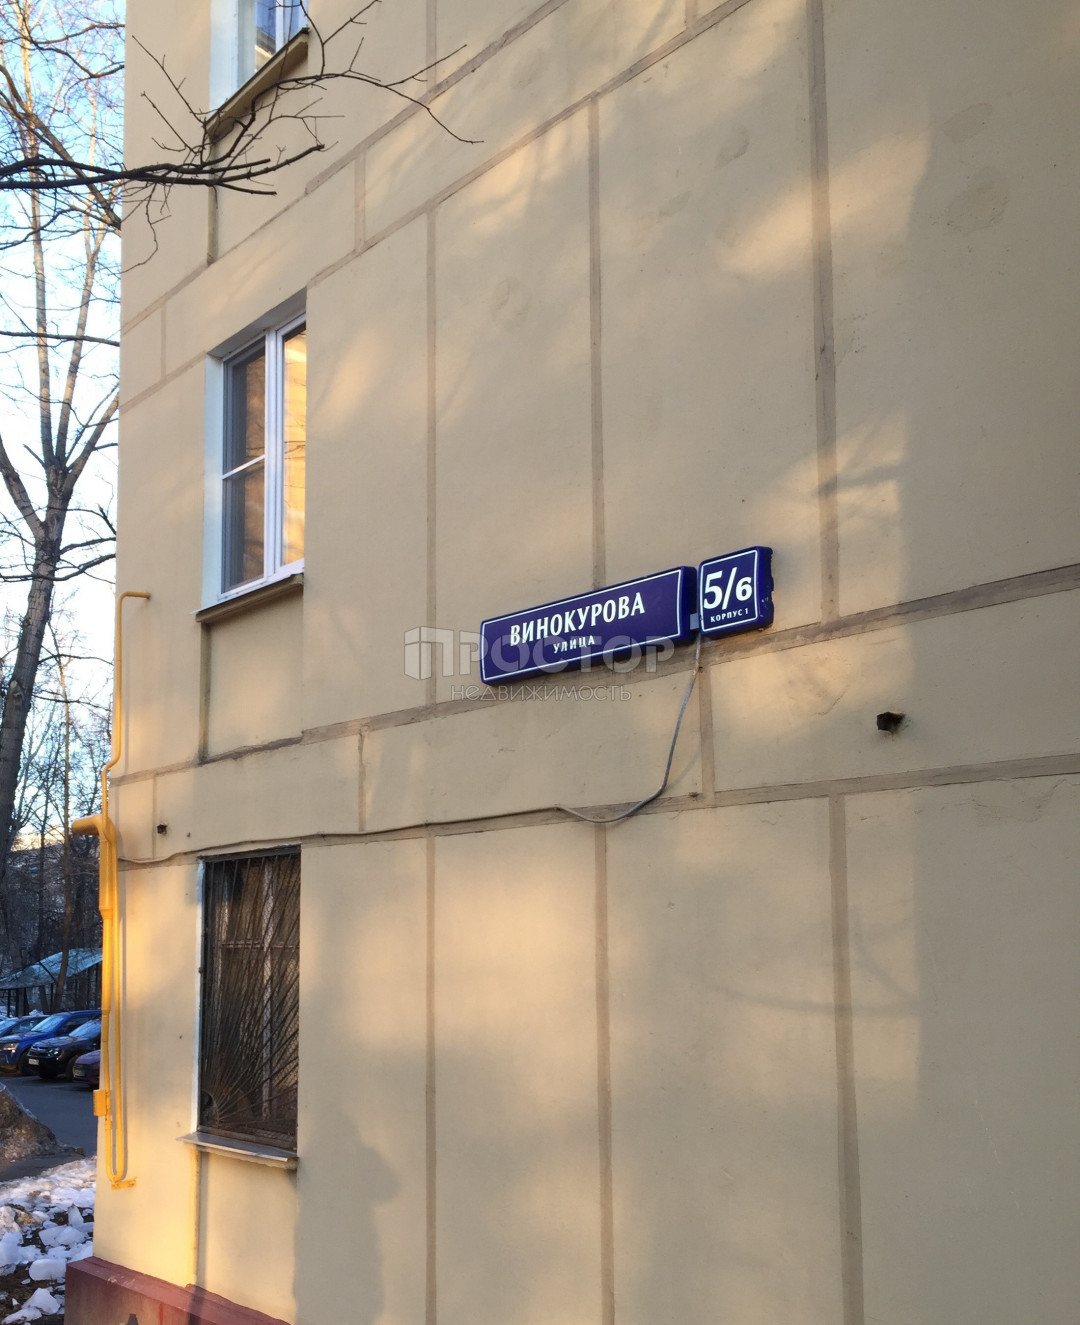 ВИНОКУРОВА
УЛИЦА
5/6
КОРПУС 1
ПРОСТОР
НЕДВИЖИМОСТЬ